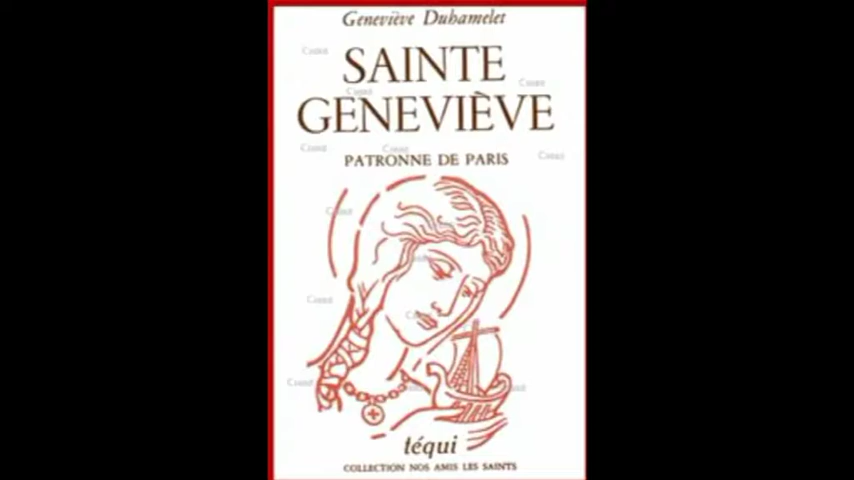 Geneviève Duhamelet
SAINTE
GENEVIÈVE
PATRONNE DE PARIS
téqui
COLLECTION NOS AMIS LES SAINTS